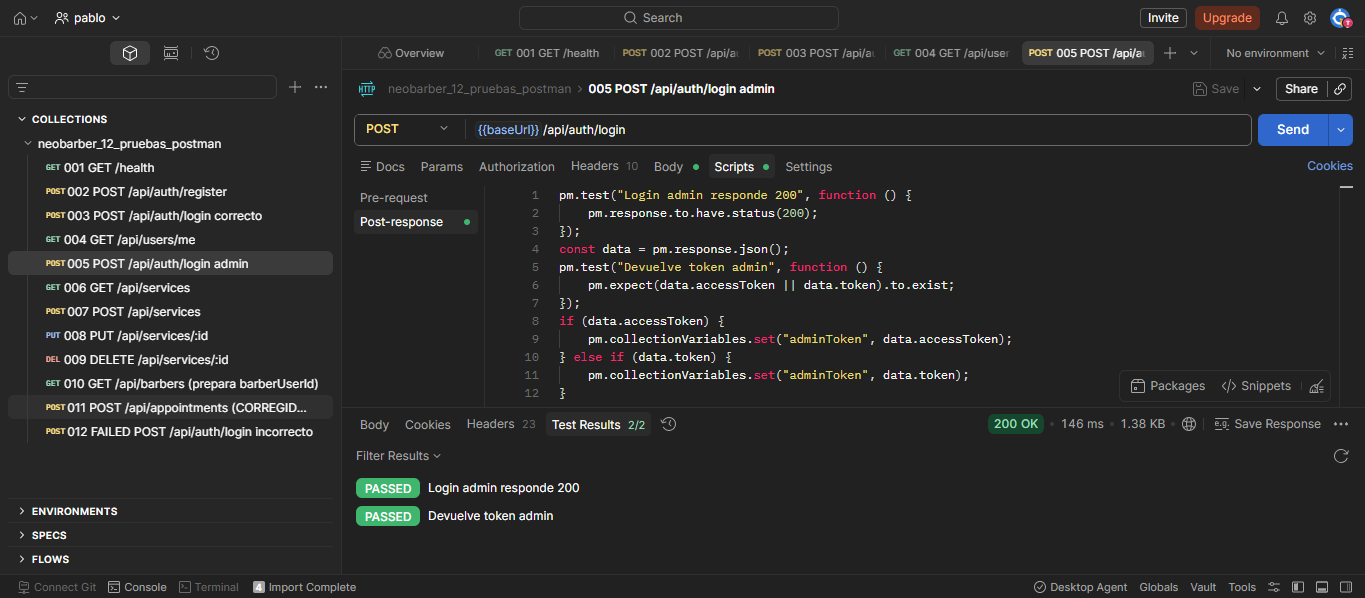 pablo
Search
Invite
Upgrade
Overview
GET 001 GET /health
POST 002 POST /api/a
POST 003 POST /api/a
GET 004 GET /api/user
POST 005 POST /api/a
No environment
HTTP neobarber_12_pruebas_postman > 005 POST /api/auth/login admin
Save
Share
COLLECTIONS
neobarber_12_pruebas_postman
GET 001 GET /health
POST 002 POST /api/auth/register
POST 003 POST /api/auth/login correcto
GET 004 GET /api/users/me
POST 005 POST /api/auth/login admin
GET 006 GET /api/services
POST 007 POST /api/services
PUT 008 PUT /api/services/:id
DEL 009 DELETE /api/services/:id
GET 010 GET /api/barbers (prepara barberUserId)
POST 011 POST /api/appointments (CORREGID...
POST 012 FAILED POST /api/auth/login incorrecto
ENVIRONMENTS
SPECS
FLOWS
POST
{{baseUrl}} /api/auth/login
Send
Docs
Params
Authorization
Headers 10
Body
Scripts
Settings
Cookies
Pre-request
Post-response
1 pm.test("Login admin responde 200", function () {
2 pm.response.to.have.status(200);
3 });
4 const data = pm.response.json();
5 pm.test("Devuelve token admin", function () {
6 pm.expect(data.accessToken || data.token).to.exist;
7 });
8 if (data.accessToken) {
9 pm.collectionVariables.set("adminToken", data.accessToken);
10 } else if (data.token) {
11 pm.collectionVariables.set("adminToken", data.token);
12 }
Packages
Snippets
Body
Cookies
Headers 23
Test Results 2/2
200 OK
146 ms
1.38 KB
e.g. Save Response
Filter Results
PASSED Login admin responde 200
PASSED Devuelve token admin
Connect Git
Console
Terminal
4 Import Complete
Desktop Agent
Globals
Vault
Tools